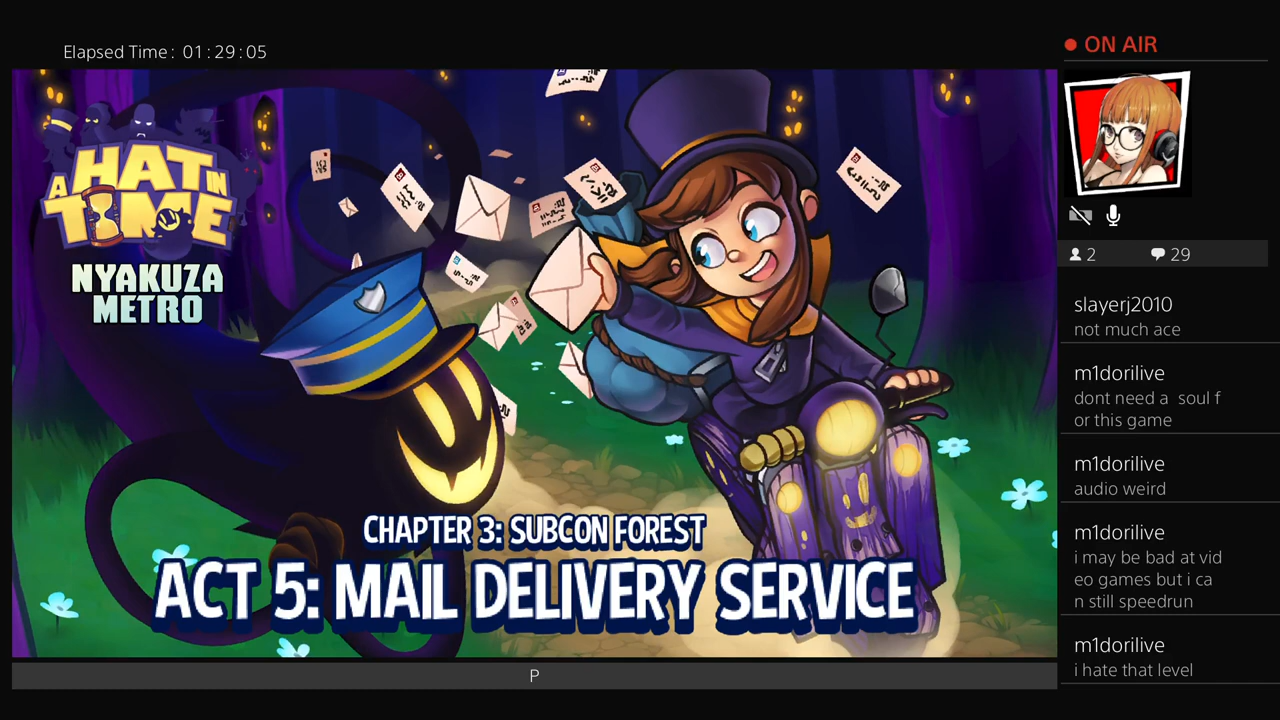 Elapsed Time: 01:29:05
ON AIR
A HAT IN
TIME
NYAKUZA
METRO
CHAPTER 3: SUBCON FOREST
ACT 5: MAIL DELIVERY SERVICE
P
2 29
slayerj2010
not much ace
m1dorilive
dont need a soul f
or this game
m1dorilive
audio weird
m1dorilive
i may be bad at vid
eo games but i ca
n still speedrun
m1dorilive
i hate that level